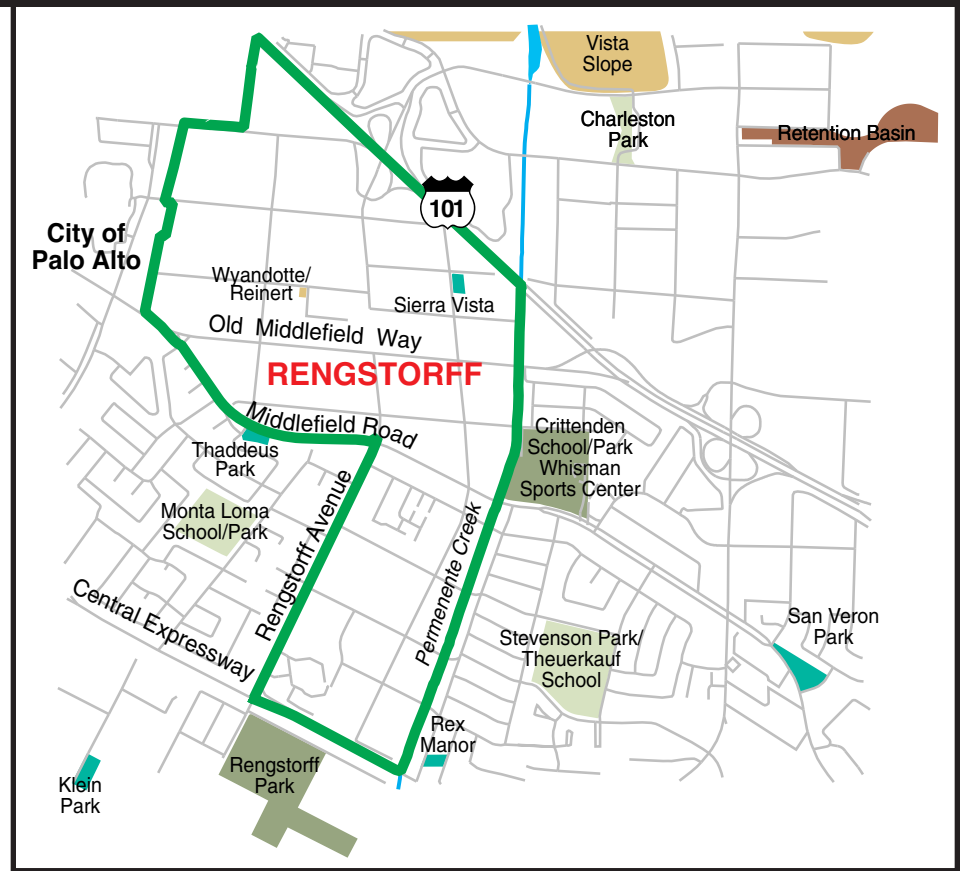 Vista
Slope
Charleston
Park
Retention Basin
101
City of
Palo Alto
Wyandotte/
Reinert
Sierra Vista
Old Middlefield Way
RENGSTORFF
Middlefield Road
Crittenden
School/Park
Whisman
Sports Center
Thaddeus
Park
Monta Loma
School/Park
Rengstorff Avenue
Permenente Creek
Central Expressway
San Veron
Park
Stevenson Park/
Theuerkauf
School
Rex
Manor
Rengstorff
Park
Klein
Park